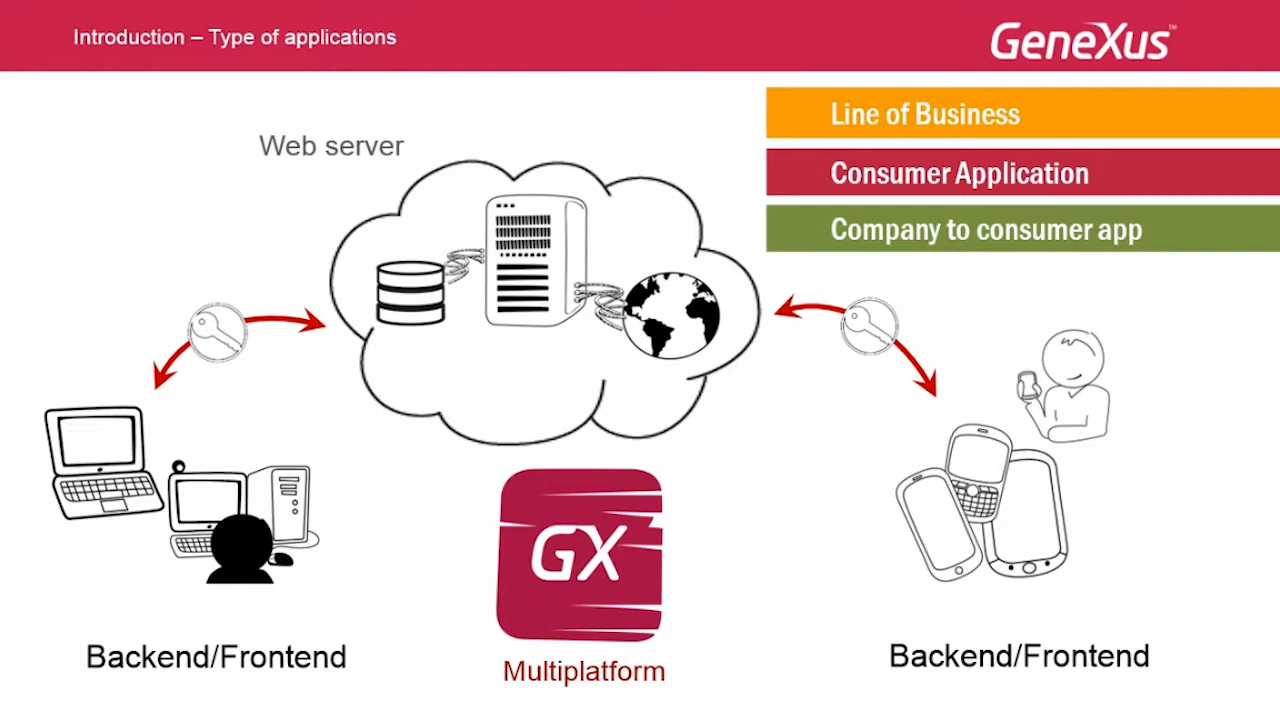 Introduction – Type of applications
GeneXus™
Line of Business
Web server
Consumer Application
Company to consumer app
GX
Backend/Frontend
Multiplatform
Backend/Frontend